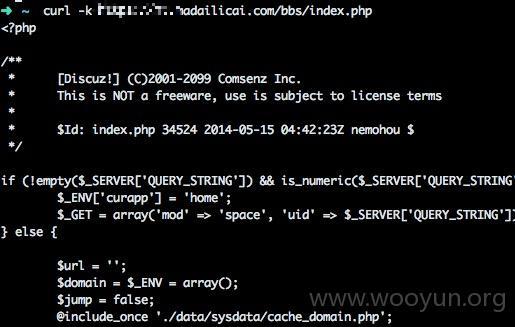 ➜ ~ curl -k adailicai.com/bbs/index.php
<?php
/**
* [Discuz!] (C)2001-2099 Comsenz Inc.
* This is NOT a freeware, use is subject to license terms
*
* $Id: index.php 34524 2014-05-15 04:42:23Z nemohou $
*/
if (!empty($_SERVER['QUERY_STRING']) && is_numeric($_SERVER['QUERY_STRING'
$_ENV['curapp'] = 'home';
$_GET = array('mod' => 'space', 'uid' => $_SERVER['QUERY_STRING'])
} else {
$url = '';
$domain = $_ENV = array();
$jump = false;
@include_once './data/sysdata/cache_domain.php';
www.wooyun.org